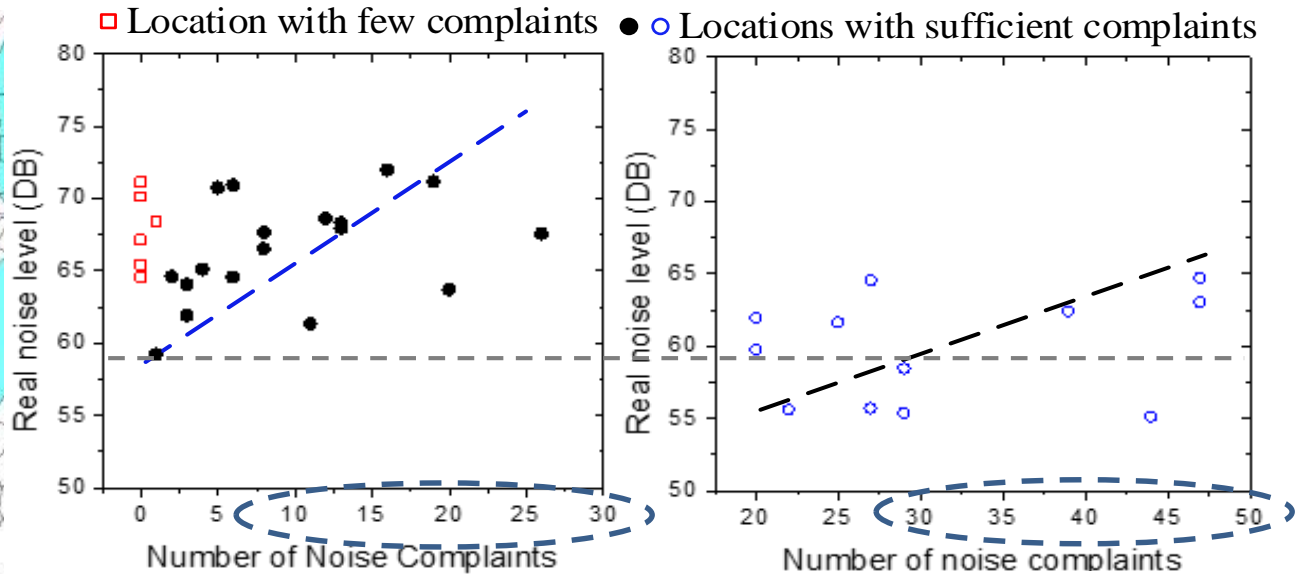 Location with few complaints
Locations with sufficient complaints
80
75
70
65
60
55
50
Real noise level (DB)
0 5 10 15 20 25 30
Number of Noise Complaints
80
75
70
65
60
55
50
Real noise level (DB)
20 25 30 35 40 45 50
Number of noise complaints